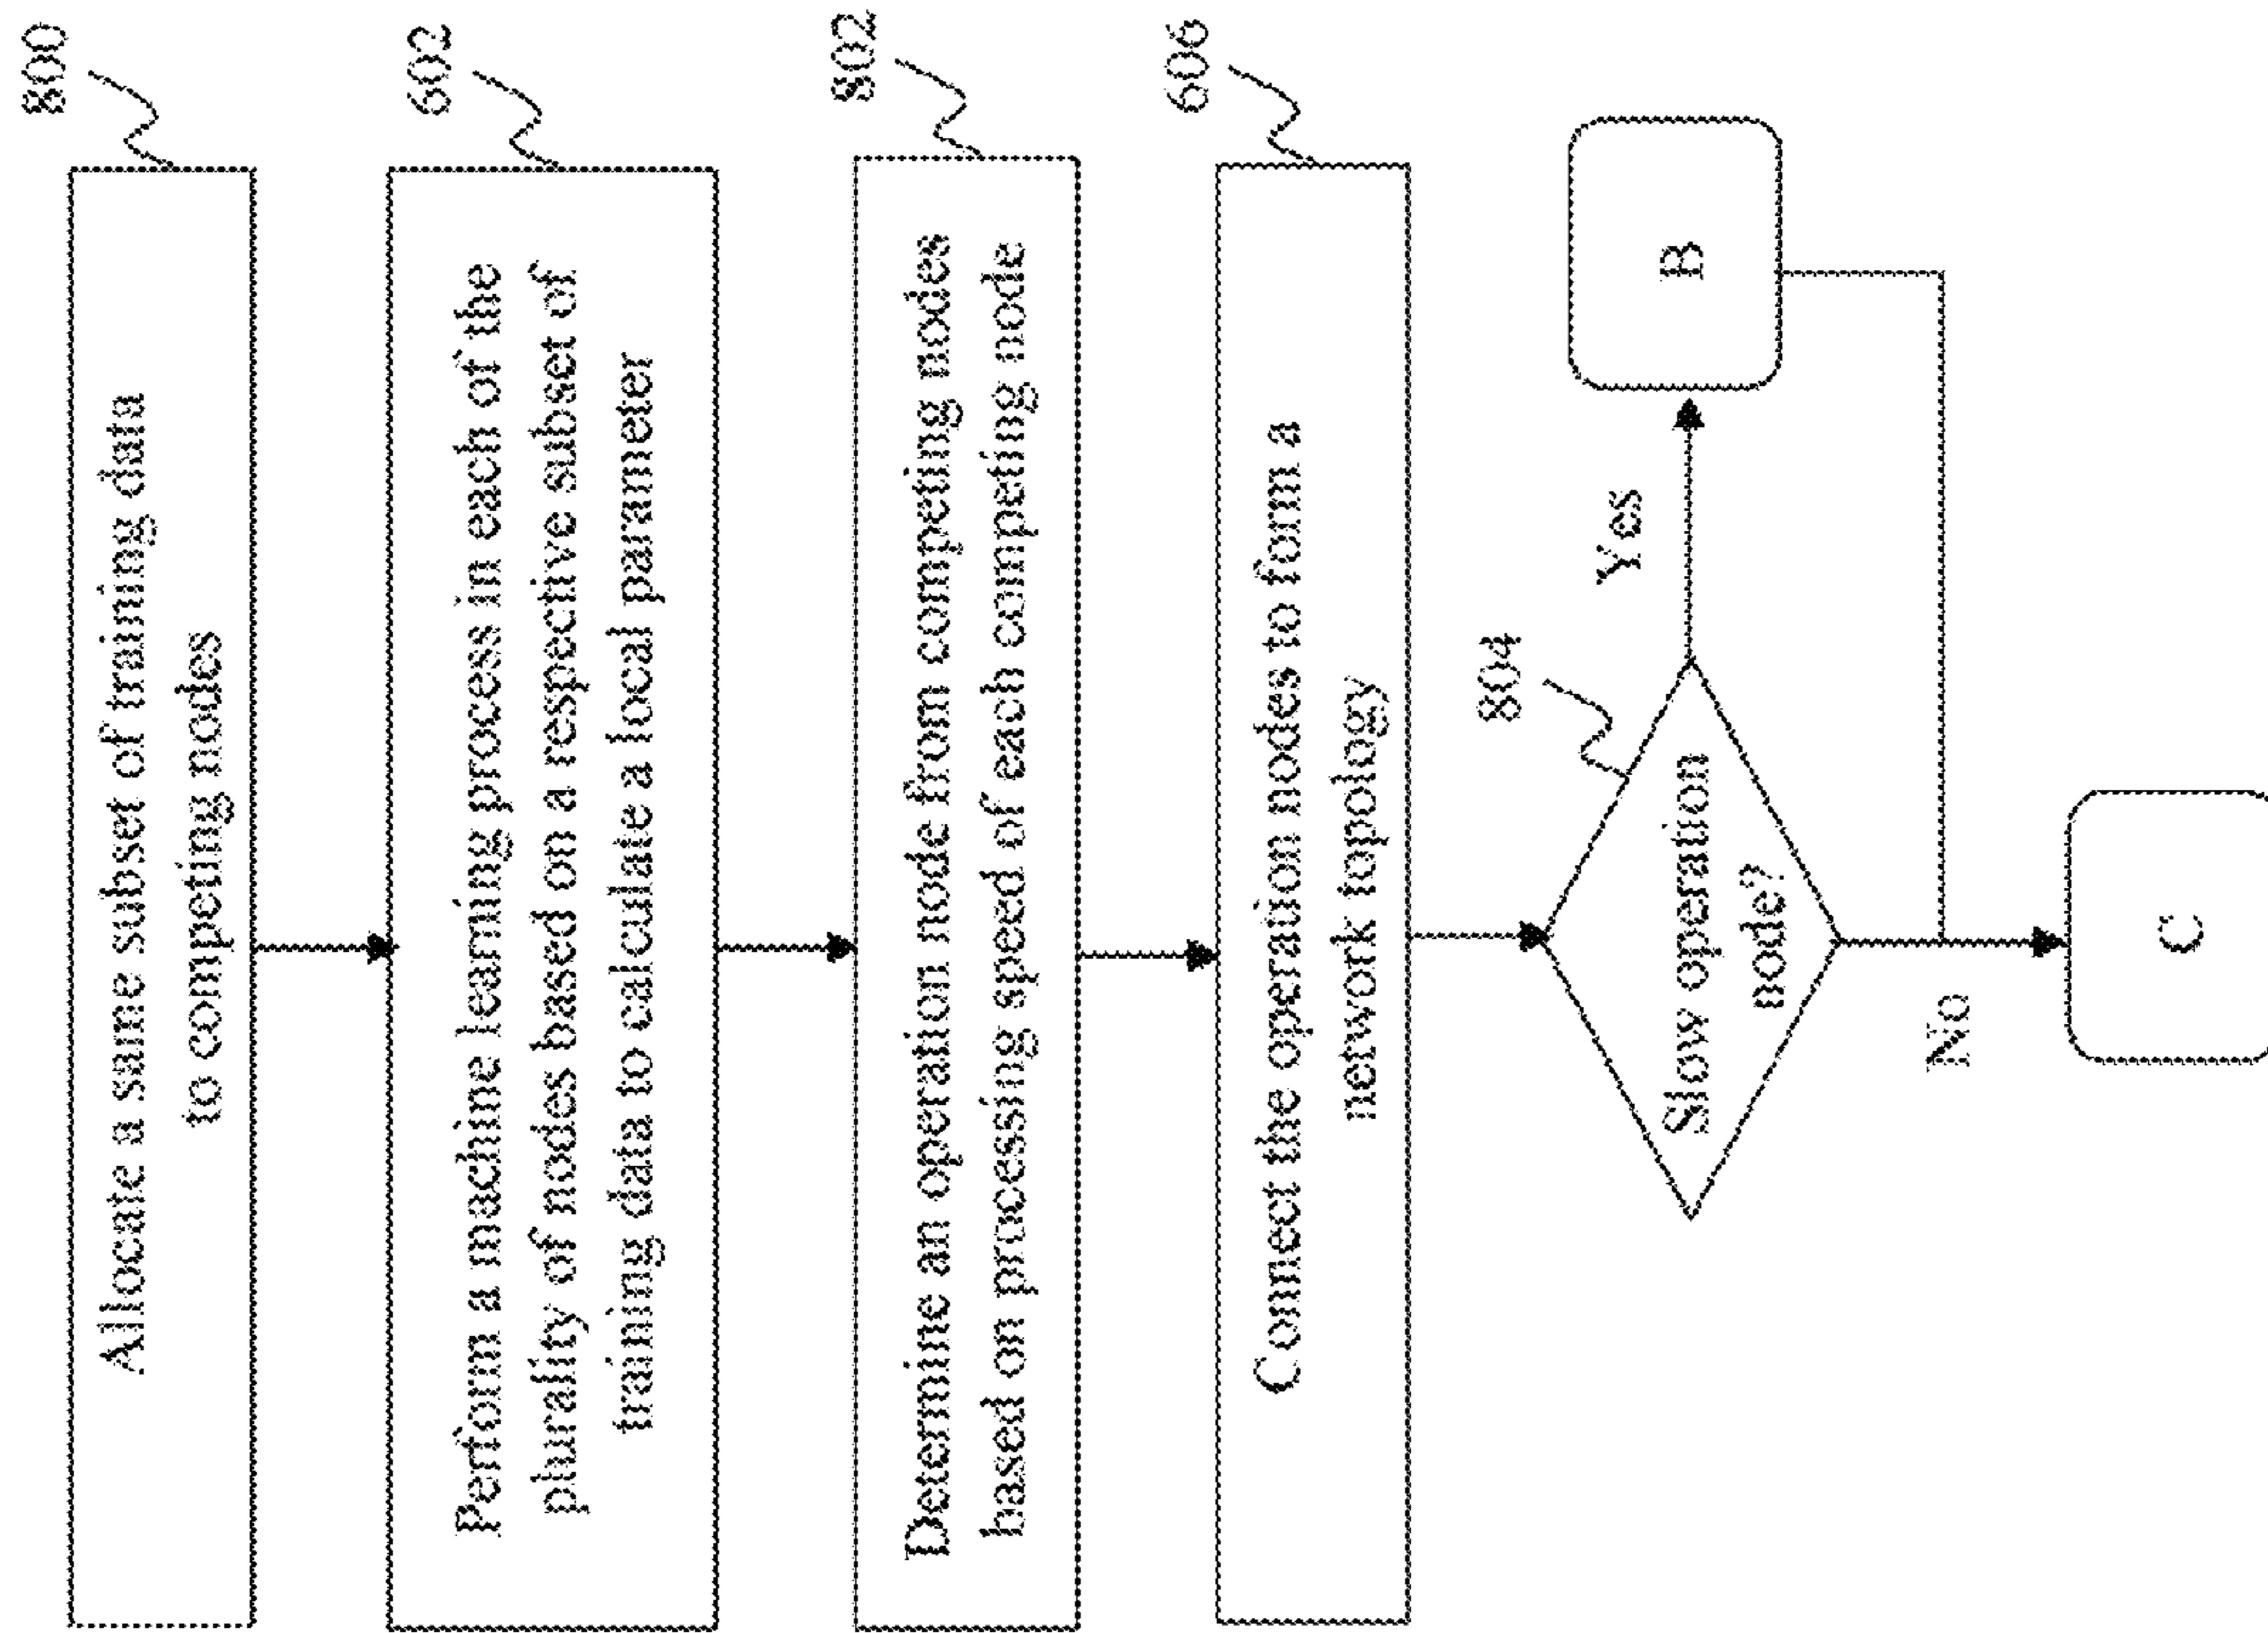 800
Allocate a same subset of training data
to competing nodes
602
Perform a machine learning process in each of the
plurality of nodes based on a respective subset of
training data to calculate a local parameter
802
Determine an operation node from competing nodes
based on processing speed of each competing node
606
Connect the operation nodes to form a
network topology
804
Slow operation
node?
Yes
B
No
C